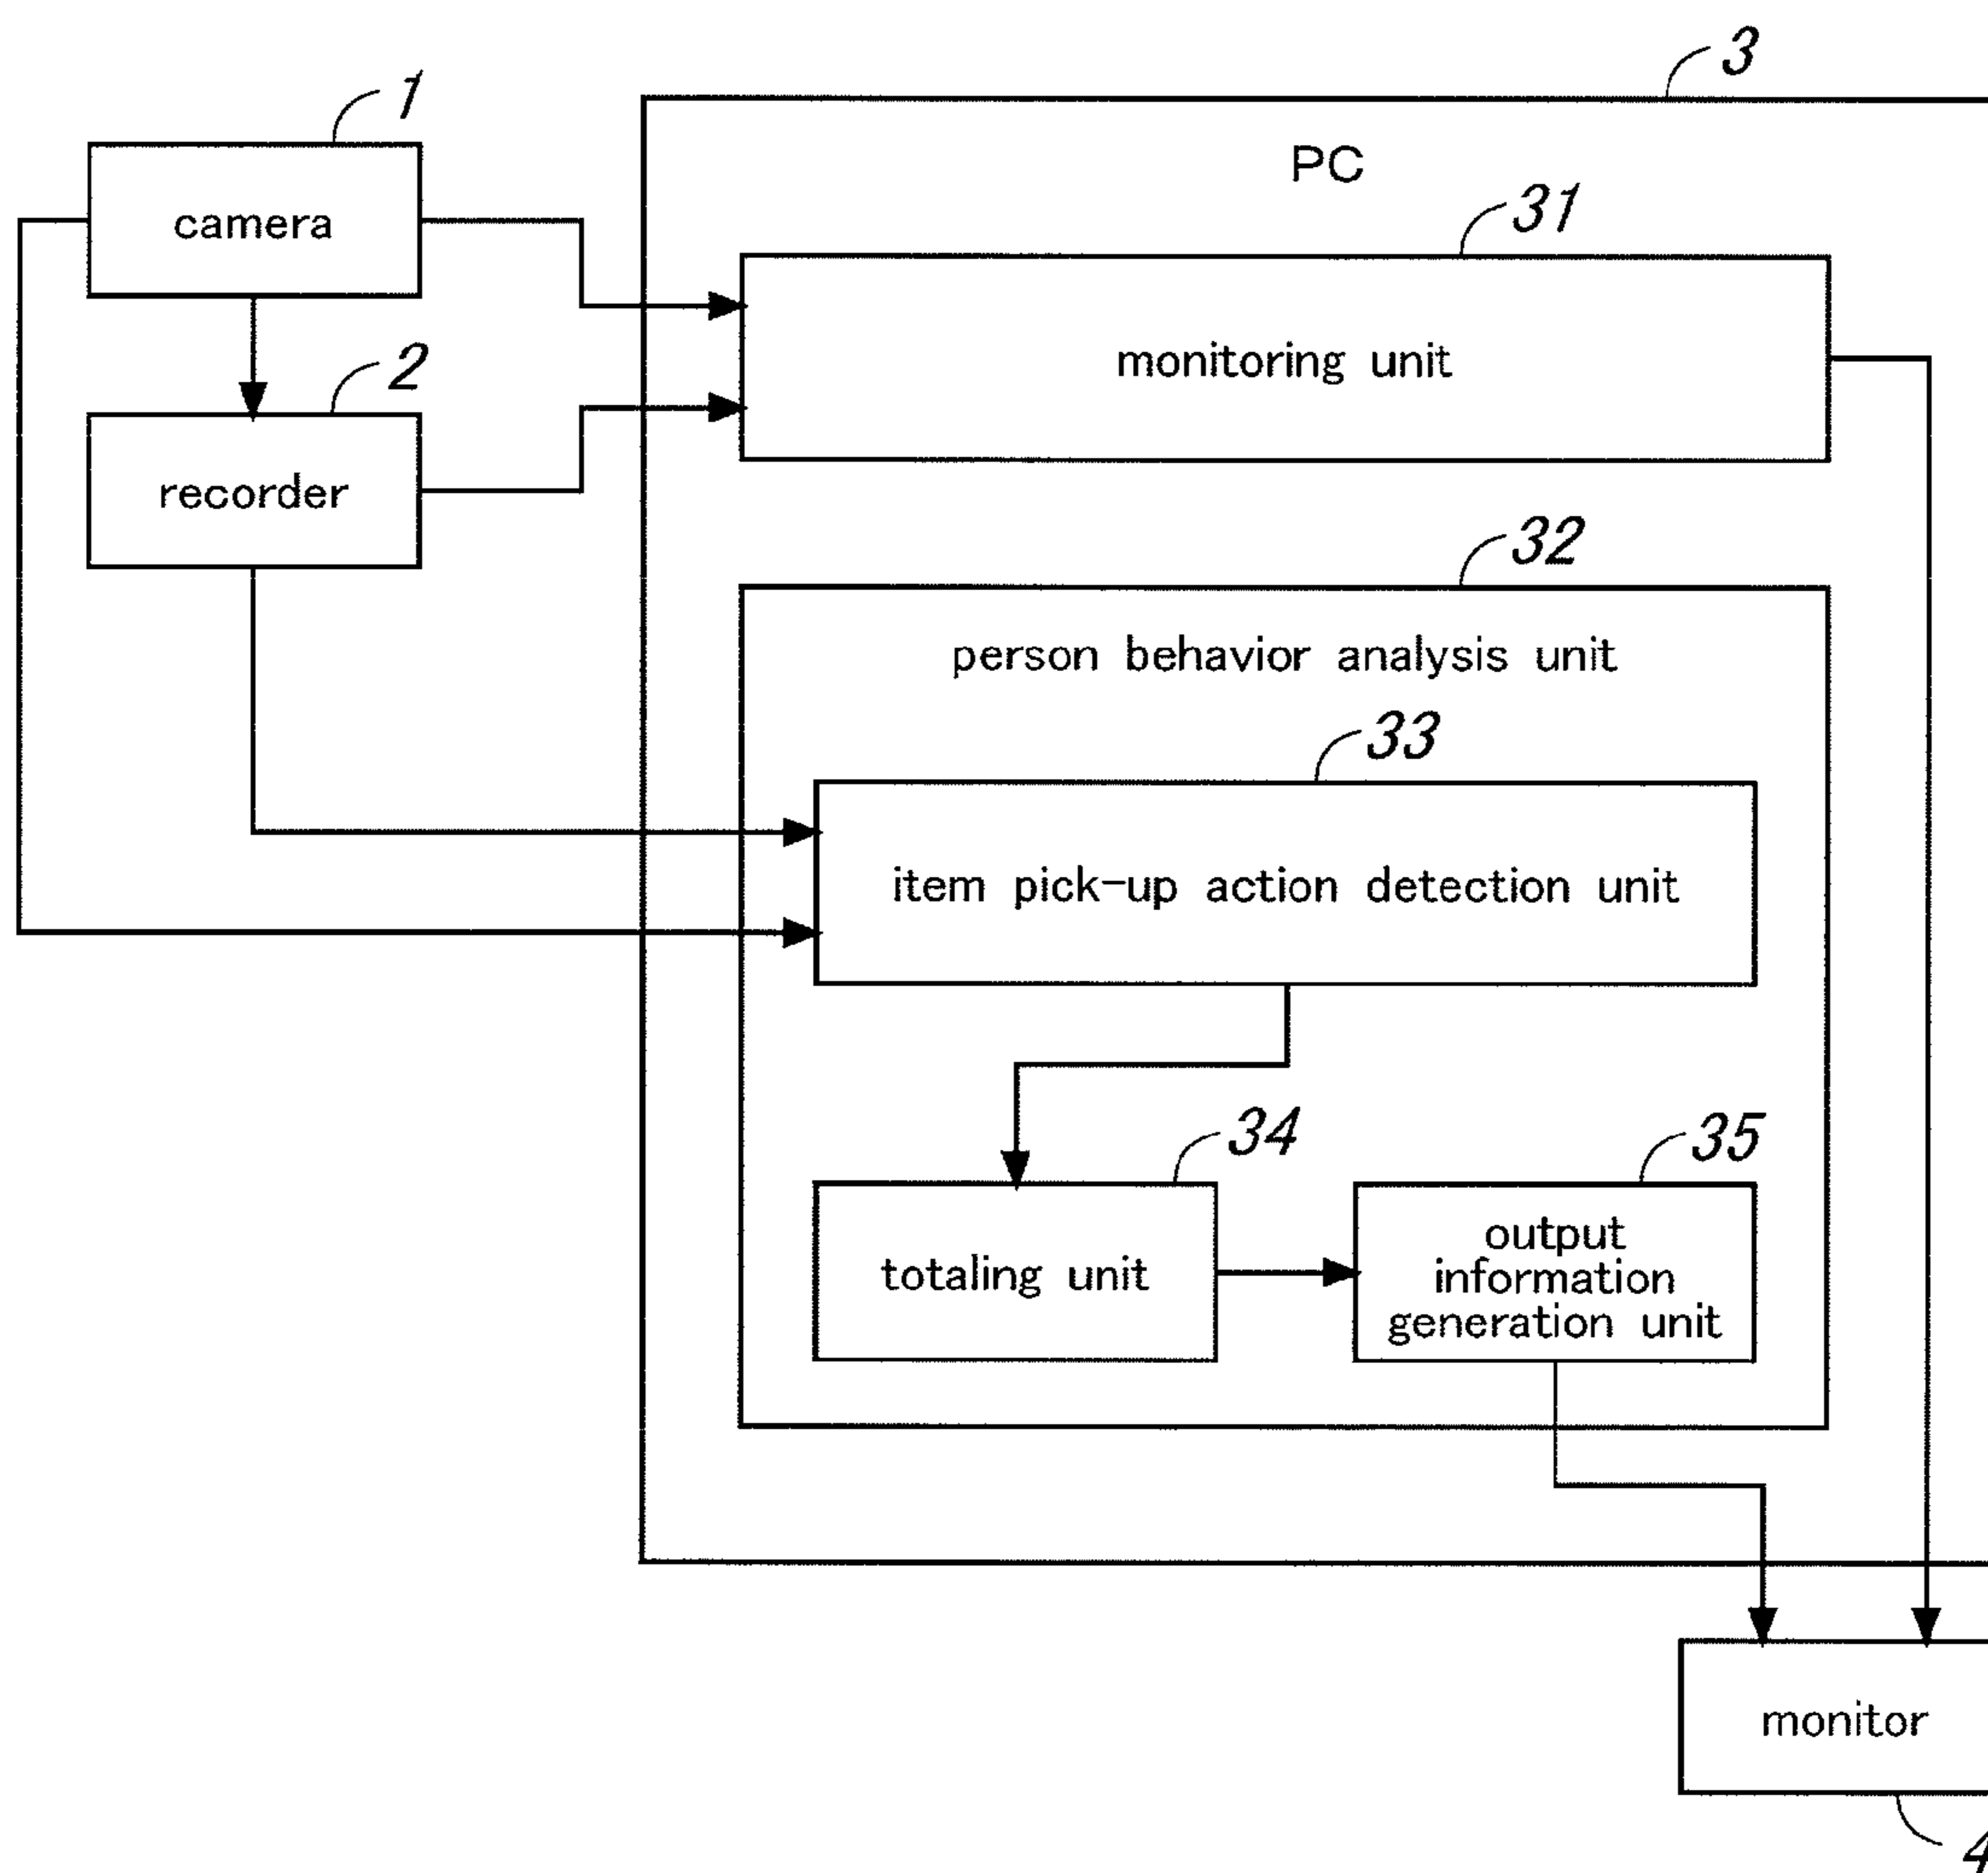 3
1
PC
camera
31
monitoring unit
2
recorder
32
person behavior analysis unit
33
item pick-up action detection unit
34
35
totaling unit
output
information
generation unit
monitor
4